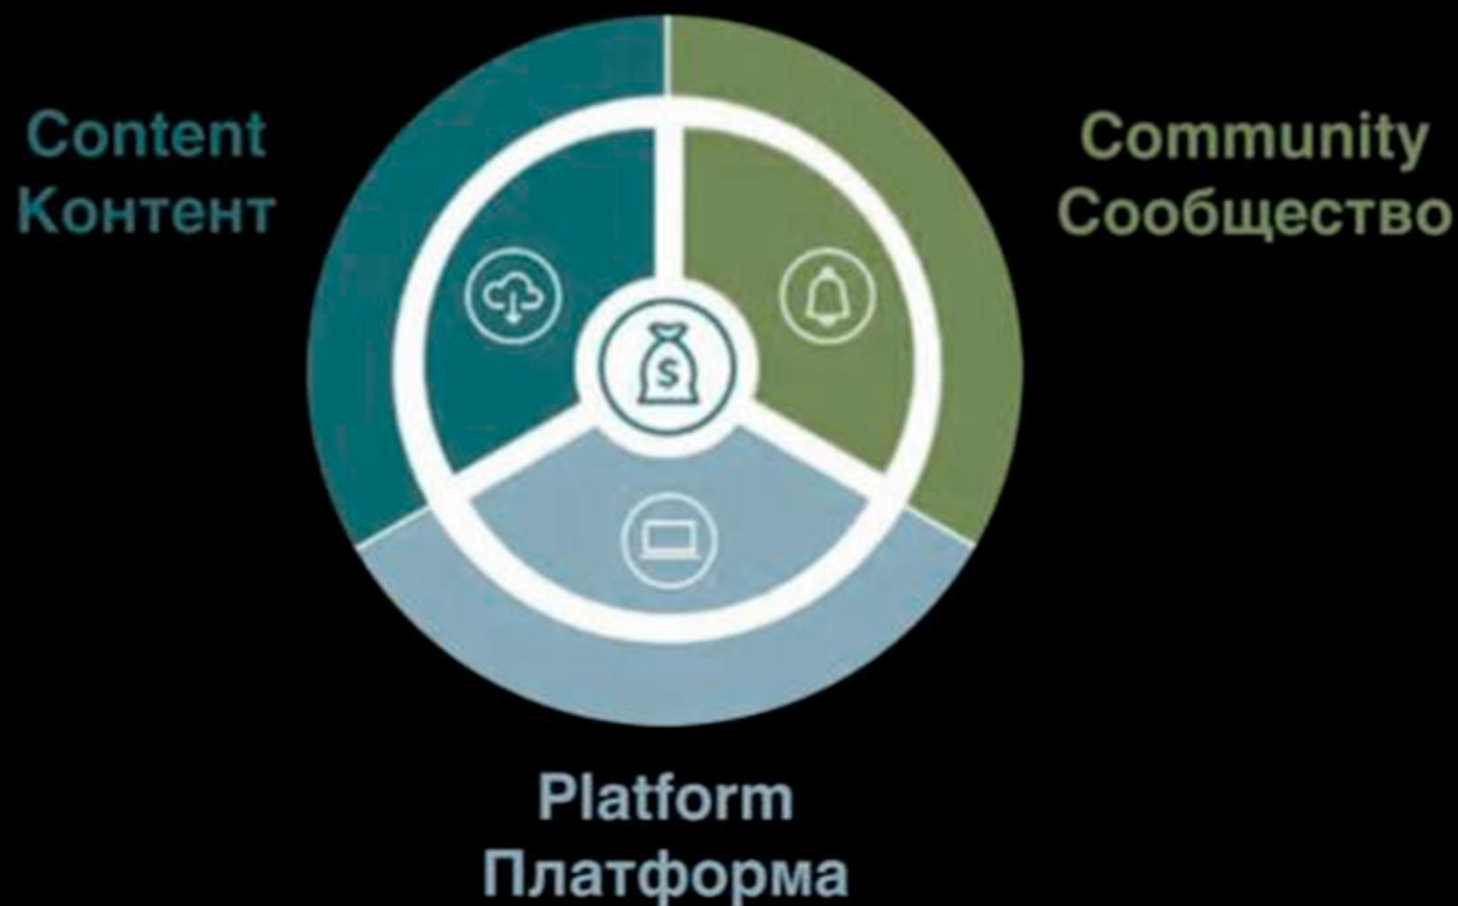 Content
Контент
Community
Сообщество
$
Platform
Платформа